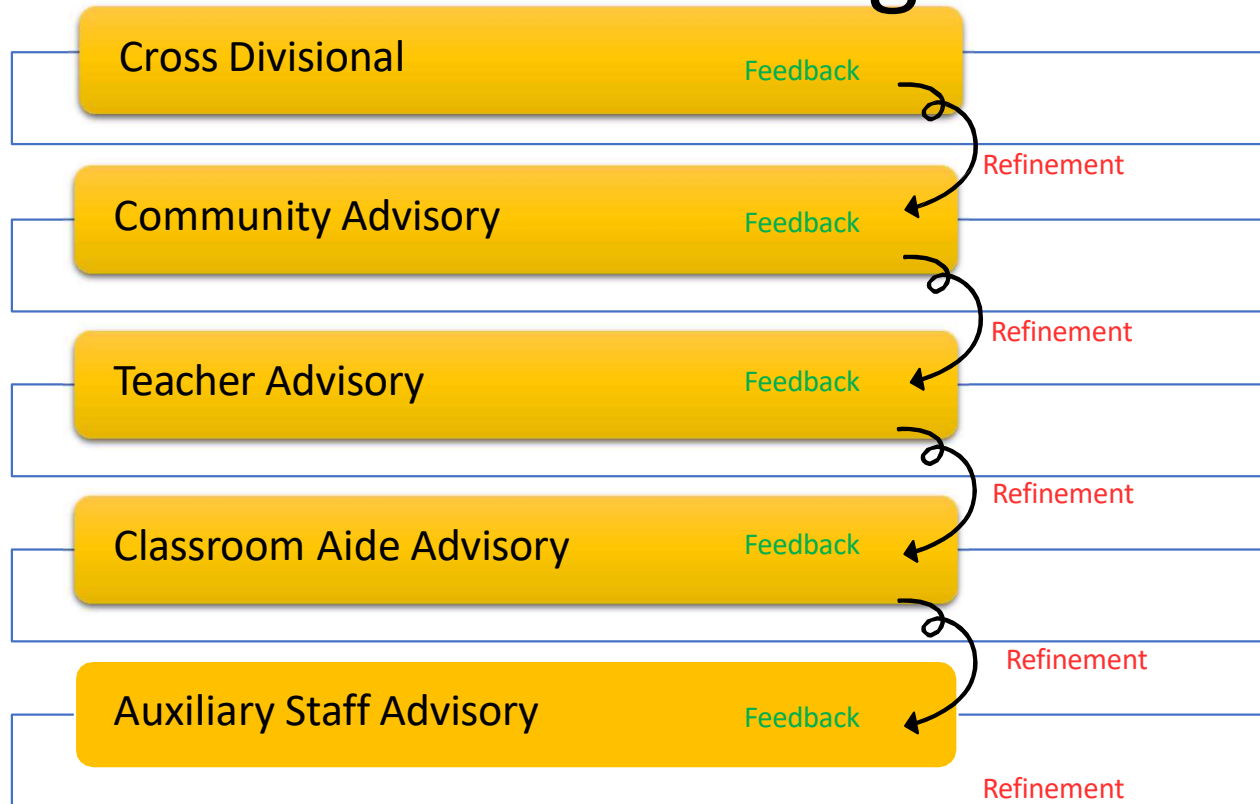 Cross Divisional
Feedback
Refinement
Community Advisory
Feedback
Refinement
Teacher Advisory
Feedback
Refinement
Classroom Aide Advisory
Feedback
Refinement
Auxiliary Staff Advisory
Feedback
Refinement